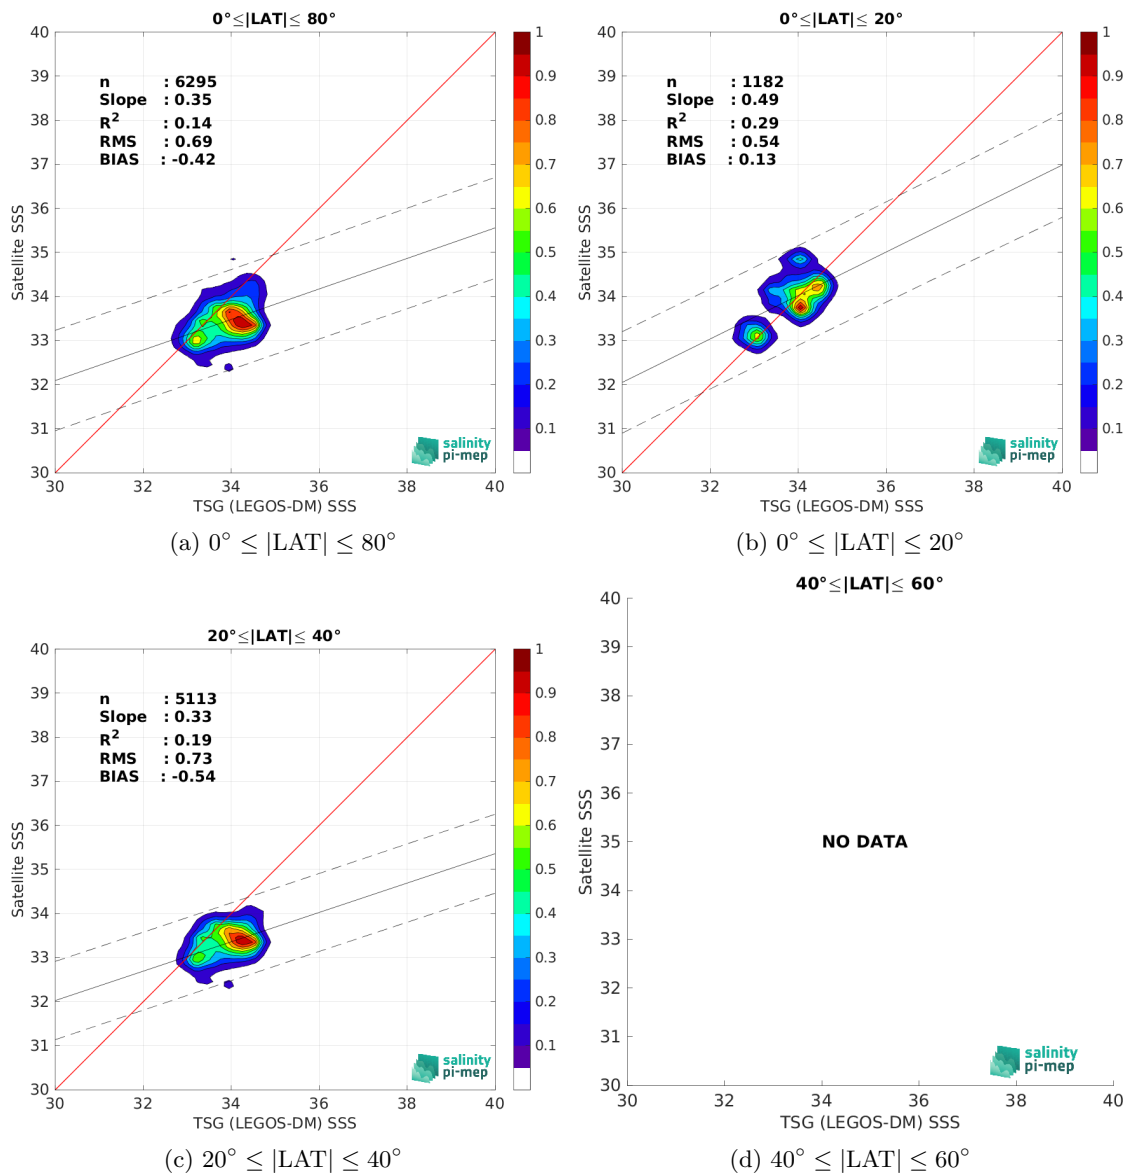 0°≤|LAT|≤ 80°
40
39
38
37
36
35
34
33
32
31
30
Satellite SSS
n : 6295
Slope : 0.35
R²
: 0.14
RMS : 0.69
BIAS : -0.42
1
0.9
0.8
0.7
0.6
0.5
0.4
0.3
0.2
0.1
salinity
pi-mep
30 32 34 36 38 40
TSG (LEGOS-DM) SSS
(a) 0° ≤ |LAT| ≤ 80°
0°≤|LAT|≤ 20°
40
39
38
37
36
35
34
33
32
31
30
Satellite SSS
n : 1182
Slope : 0.49
R² : 0.29
RMS : 0.54
BIAS : 0.13
1
0.9
0.8
0.7
0.6
0.5
0.4
0.3
0.2
0.1
salinity
pi-mep
30 32 34 36 38 40
TSG (LEGOS-DM) SSS
(b) 0° ≤ |LAT| ≤ 20°
20°≤|LAT|≤ 40°
40
39
38
37
36
35
34
33
32
31
30
Satellite SSS
n : 5113
Slope : 0.33
R² : 0.19
RMS : 0.73
BIAS : -0.54
1
0.9
0.8
0.7
0.6
0.5
0.4
0.3
0.2
0.1
salinity
pi-mep
30 32 34 36 38 40
TSG (LEGOS-DM) SSS
(c) 20° ≤ |LAT| ≤ 40°
40°≤|LAT|≤ 60°
40
39
38
37
36
35
34
33
32
31
30
Satellite SSS
NO DATA
salinity
pi-mep
30 32 34 36 38 40
TSG (LEGOS-DM) SSS
(d) 40° ≤ |LAT| ≤ 60°